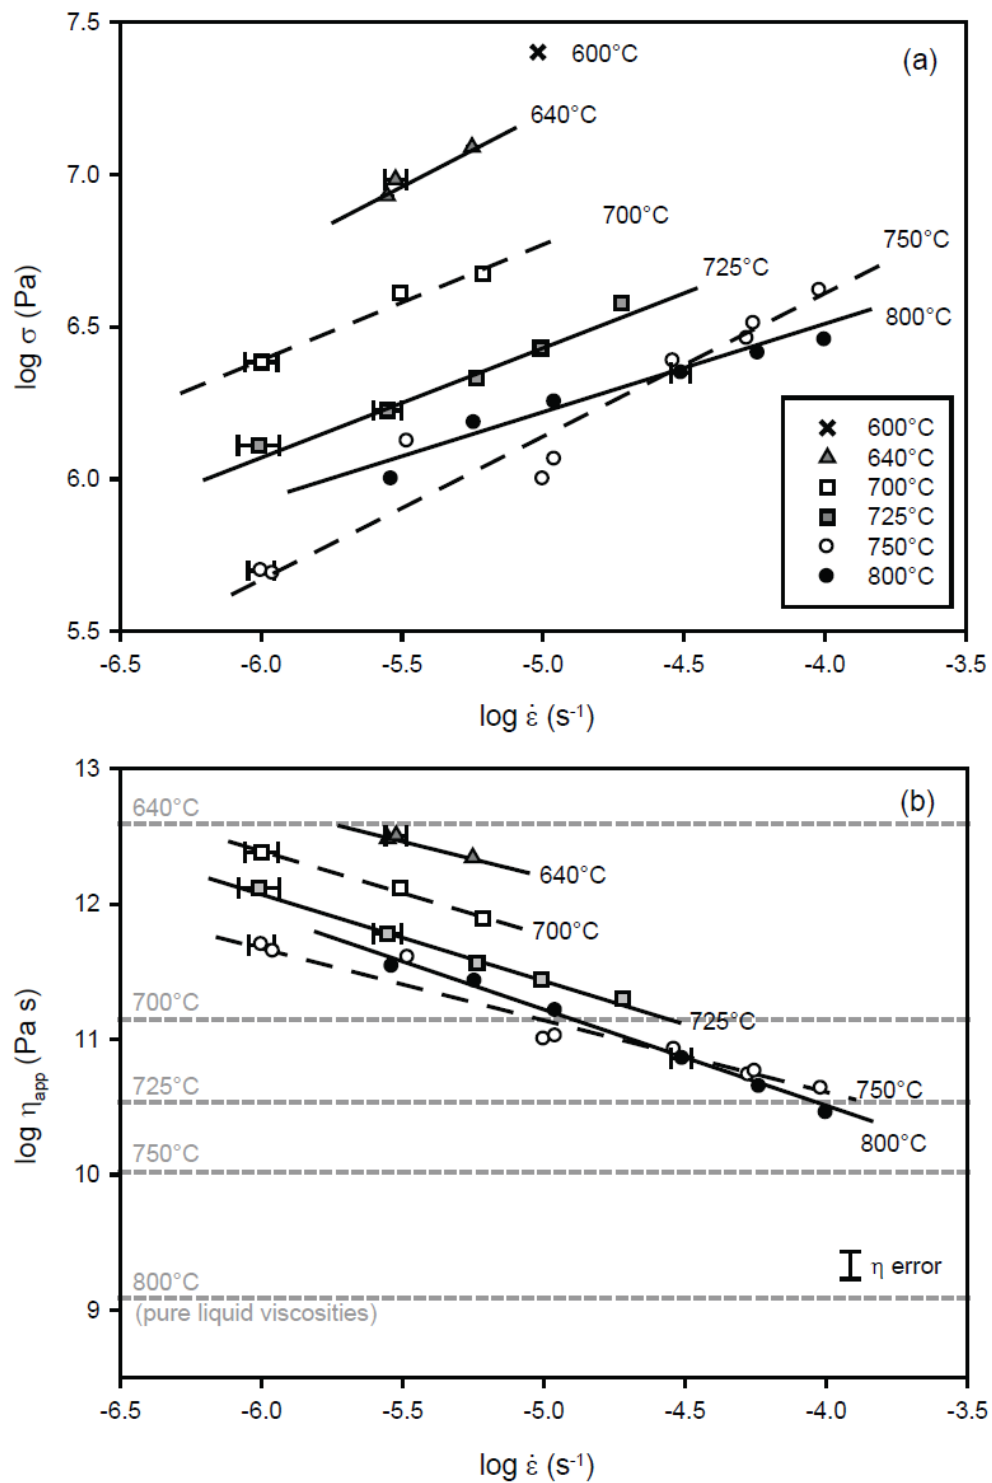 7.5
600°C
(a)
640°C
7.0
700°C
750°C
725°C
log σ (Pa)
6.5
800°C
600°C
640°C
700°C
6.0
725°C
750°C
800°C
5.5
-6.5 -6.0 -5.5 -5.0 -4.5 -4.0 -3.5
log ε̇ (s⁻¹)
13
640°C
(b)
640°C
12
700°C
700°C
725°C
11
log ηapp (Pa s)
725°C
750°C
800°C
750°C
10
η error
800°C
9
(pure liquid viscosities)
-6.5 -6.0 -5.5 -5.0 -4.5 -4.0 -3.5
log ε̇ (s⁻¹)